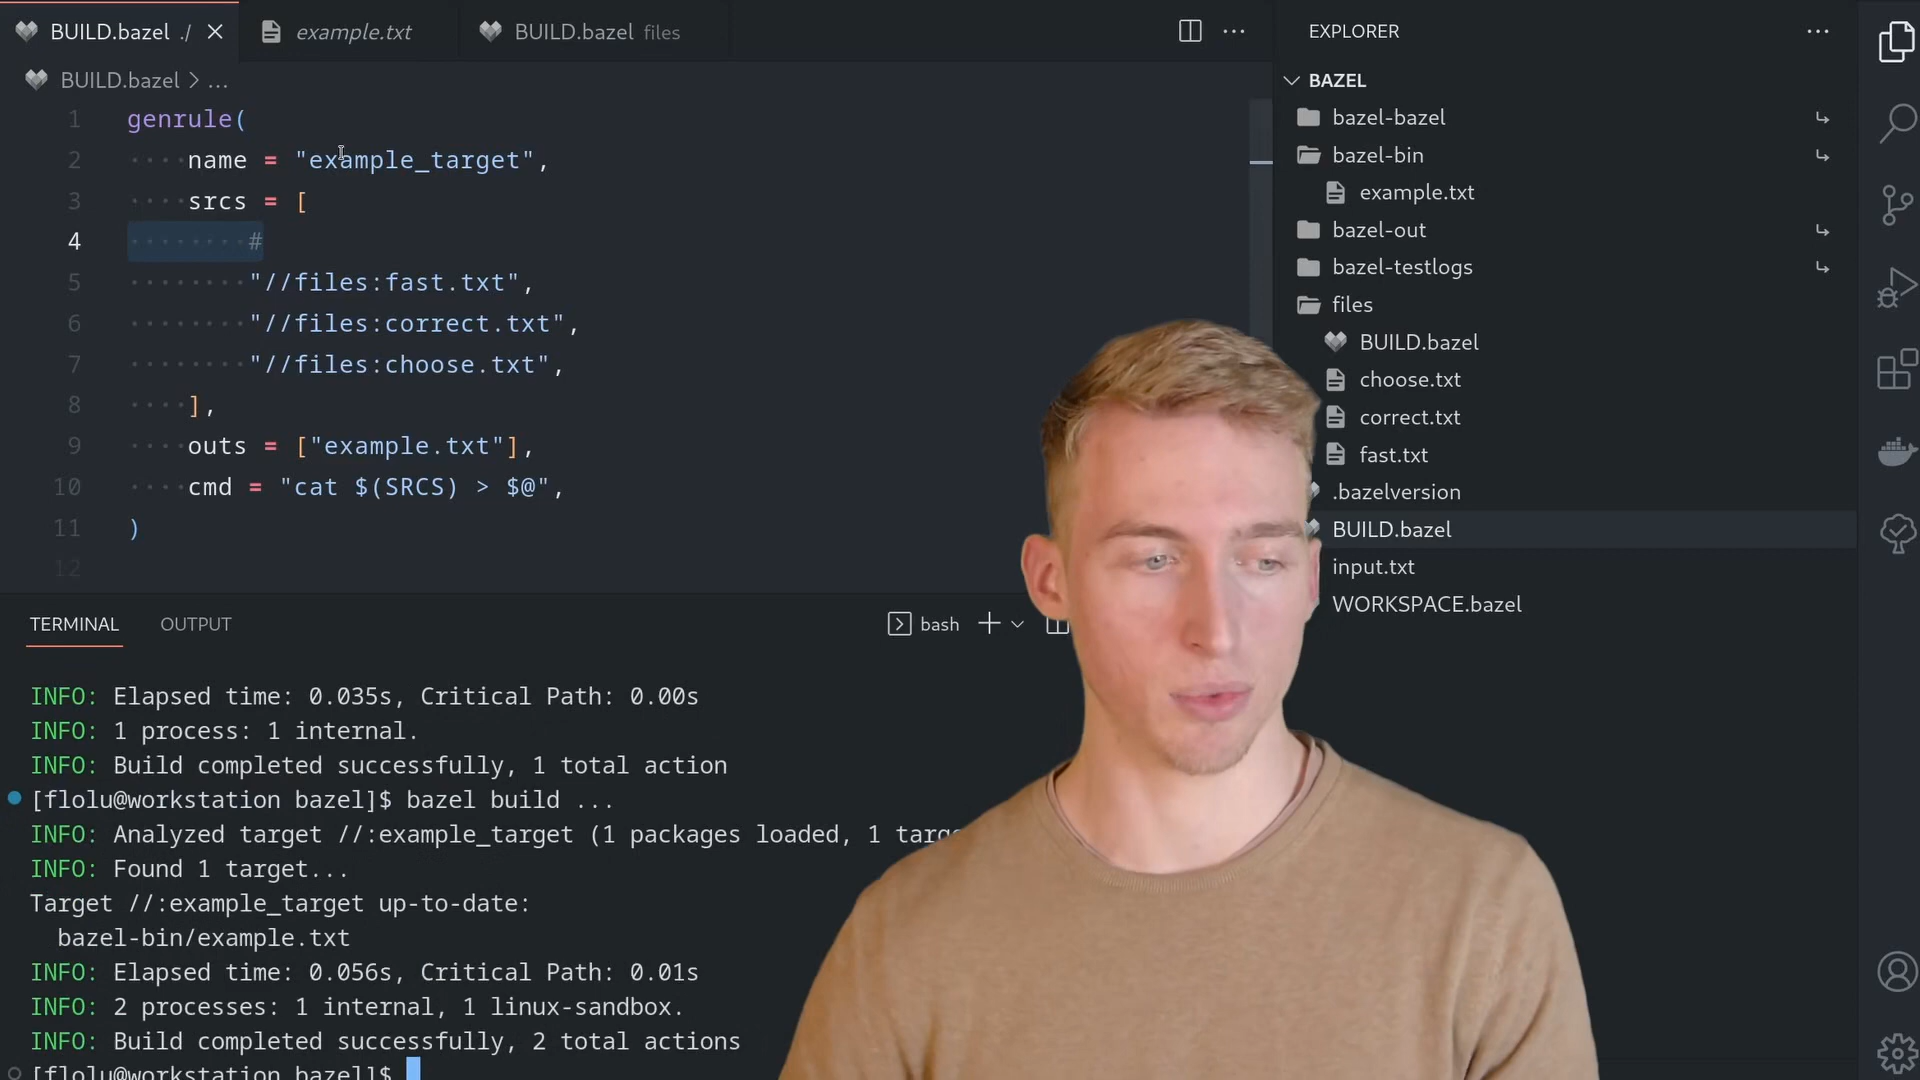 BUILD.bazel ./
example.txt
BUILD.bazel files
BUILD.bazel > ...
1 genrule(
2 ····name = "example_target",
3 ····srcs = [
4 ········#
5 ········"//files:fast.txt",
6 ········"//files:correct.txt",
7 ········"//files:choose.txt",
8 ····],
9 ····outs = ["example.txt"],
10 ····cmd = "cat $(SRCS) > $@",
11 )
12
TERMINAL OUTPUT
bash
INFO: Elapsed time: 0.035s, Critical Path: 0.00s
INFO: 1 process: 1 internal.
INFO: Build completed successfully, 1 total action
[flolu@workstation bazel]$ bazel build ...
INFO: Analyzed target //:example_target (1 packages loaded, 1
INFO: Found 1 target...
Target //:example_target up-to-date:
bazel-bin/example.txt
INFO: Elapsed time: 0.056s, Critical Path: 0.01s
INFO: 2 processes: 1 internal, 1 linux-sandbox.
INFO: Build completed successfully, 2 total actions
[flolu@workstation bazel]$
EXPLORER
BAZEL
bazel-bazel
bazel-bin
example.txt
bazel-out
bazel-testlogs
files
BUILD.bazel
choose.txt
correct.txt
fast.txt
.bazelversion
BUILD.bazel
input.txt
WORKSPACE.bazel